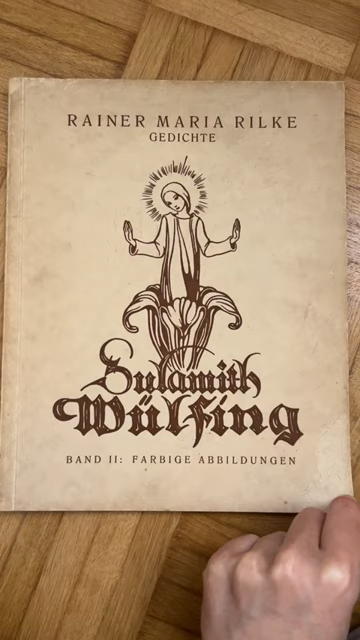 RAINER MARIA RILKE
GEDICHTE
Sulamith
Wülfing
BAND II: FARBIGE ABBILDUNGEN